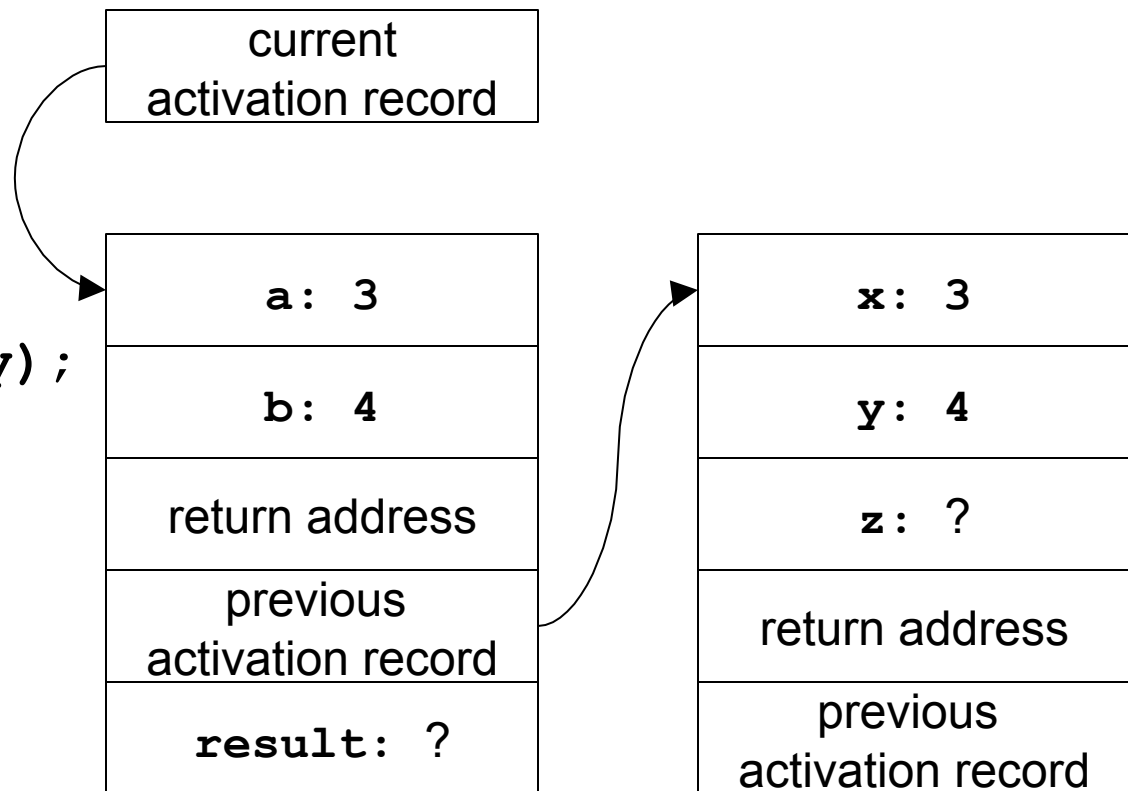 current
activation record
y);
a: 3
b: 4
return address
previous
activation record
result: ?
x: 3
y: 4
z: ?
return address
previous
activation record